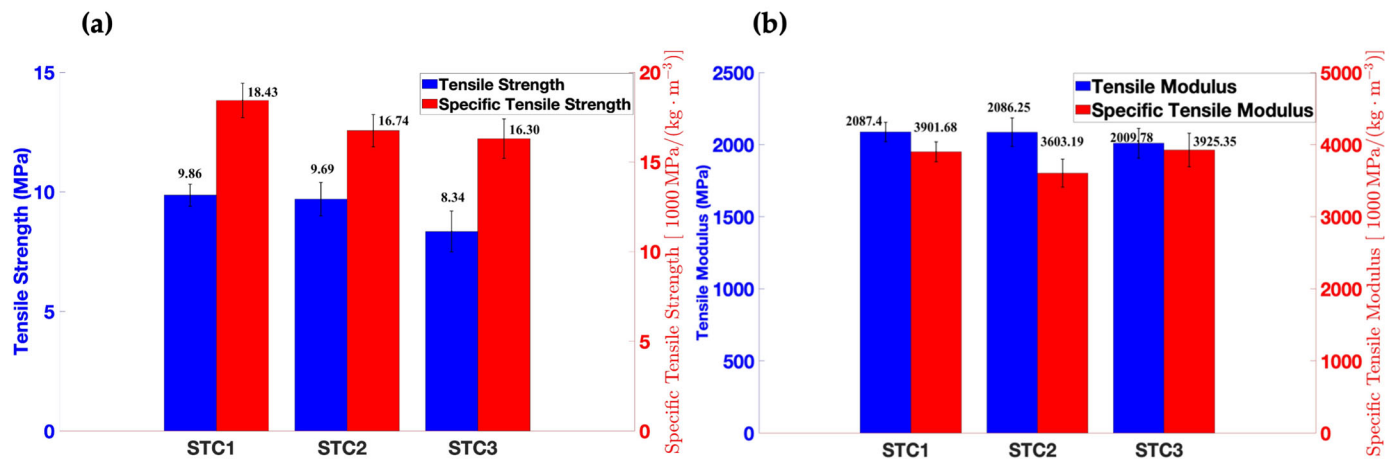 (a)
Tensile Strength (MPa)
15
10
5
0
Tensile Strength
Specific Tensile Strength
9.86
18.43
9.69
16.74
8.34
16.30
STC1
STC2
STC3
20
15
10
5
0
Specific Tensile Strength [ 1000 MPa/(kg · m⁻³)]
(b)
Tensile Modulus (MPa)
2500
2000
1500
1000
500
0
Tensile Modulus
Specific Tensile Modulus
2087.4
3901.68
2086.25
3603.19
2009.78
3925.35
STC1
STC2
STC3
5000
4000
3000
2000
1000
0
Specific Tensile Modulus [ 1000 MPa/(kg · m⁻³)]